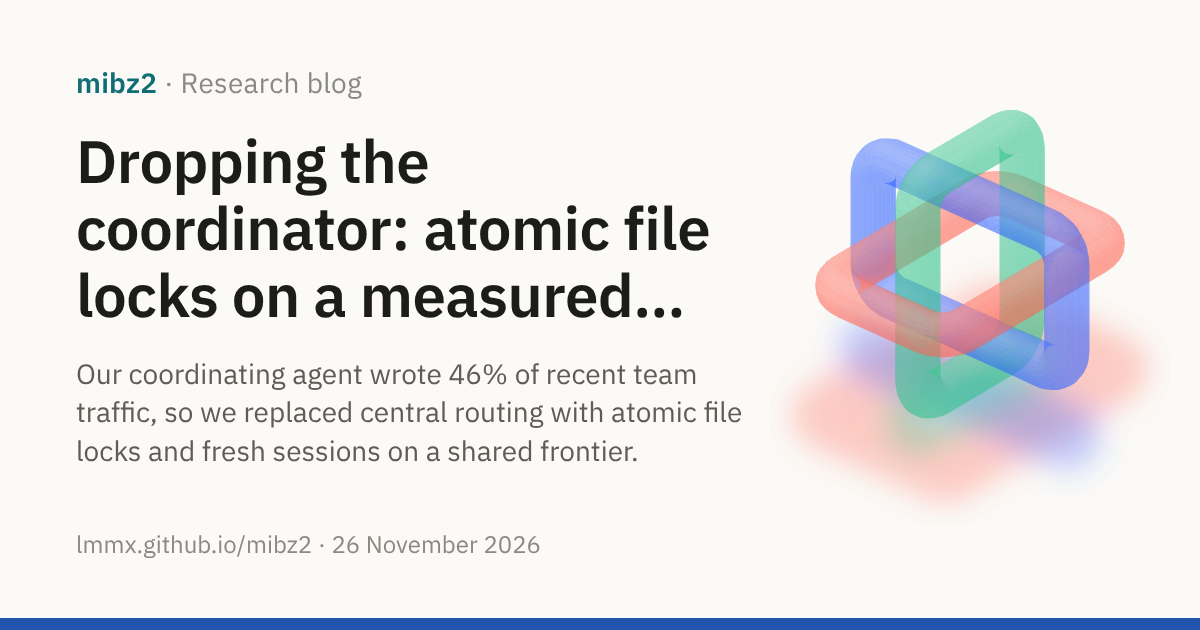 mibz2 · Research blog
Dropping the
coordinator: atomic file
locks on a measured…
Our coordinating agent wrote 46% of recent team
traffic, so we replaced central routing with atomic file
locks and fresh sessions on a shared frontier.
lmmx.github.io/mibz2 · 26 November 2026